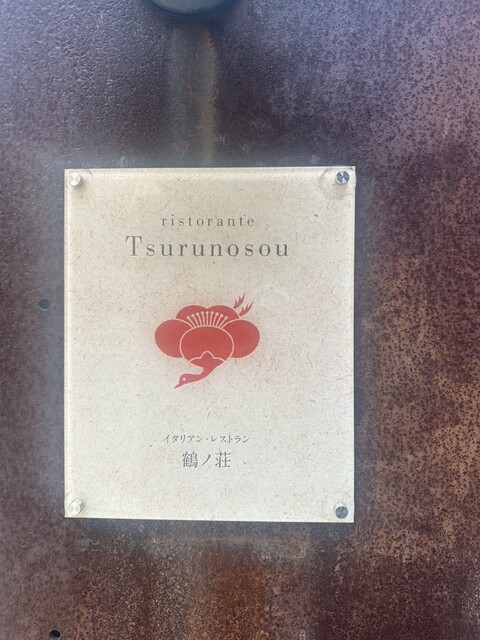 ristorante
Tsurunosou
イタリアン・レストラン
鶴ノ荘